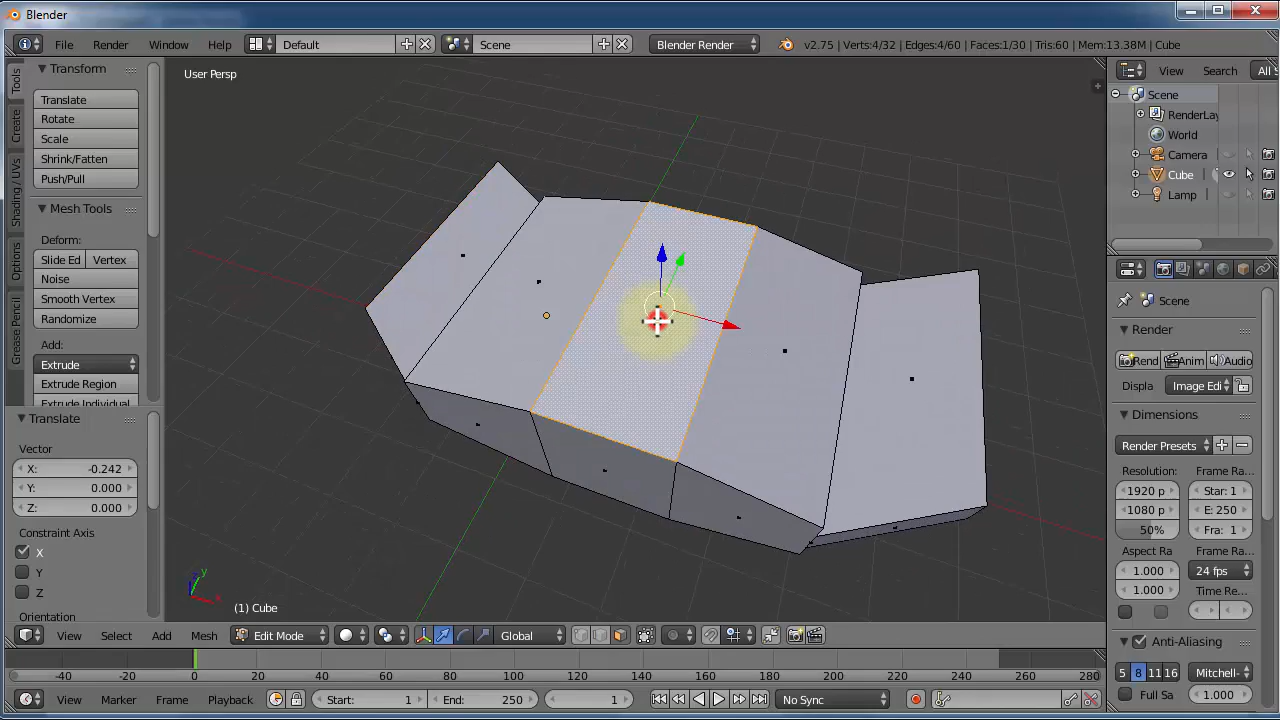 Blender
File Render Window Help Default Scene Blender Render v2.75 | Verts:4/32 | Edges:4/60 | Faces:1/30 | Tris:60 | Mem:13.38M | Cube
Tools
Create
Shading / UVs
Options
Grease Pencil
Transform
Translate
Rotate
Scale
Shrink/Fatten
Push/Pull
Mesh Tools
Deform:
Slide Ed Vertex
Noise
Smooth Vertex
Randomize
Add:
Extrude
Extrude Region
Extrude Individual
Translate
Vector
X: -0.242
Y: 0.000
Z: 0.000
Constraint Axis
X
Y
Z
Orientation
User Persp
z y
x
(1) Cube
View Search All S
Scene
RenderLay
World
Camera
Cube
Lamp
Scene
Render
Rend Anim Audio
Displa Image Edi
Dimensions
Render Presets
Resolution: Frame Ra...
1920 p Star: 1
1080 p E: 250
50% Fra: 1
Aspect Ra Frame Ra...
1.000 24 fps
1.000 Time Re...
Anti-Aliasing
5 8 11 16 Mitchell-
Full Sa 1.000
View Select Add Mesh Edit Mode Global
-40 -20 0 20 40 60 80 100 120 140 160 180 200 220 240 260 280
View Marker Frame Playback Start: 1 End: 250 1 No Sync